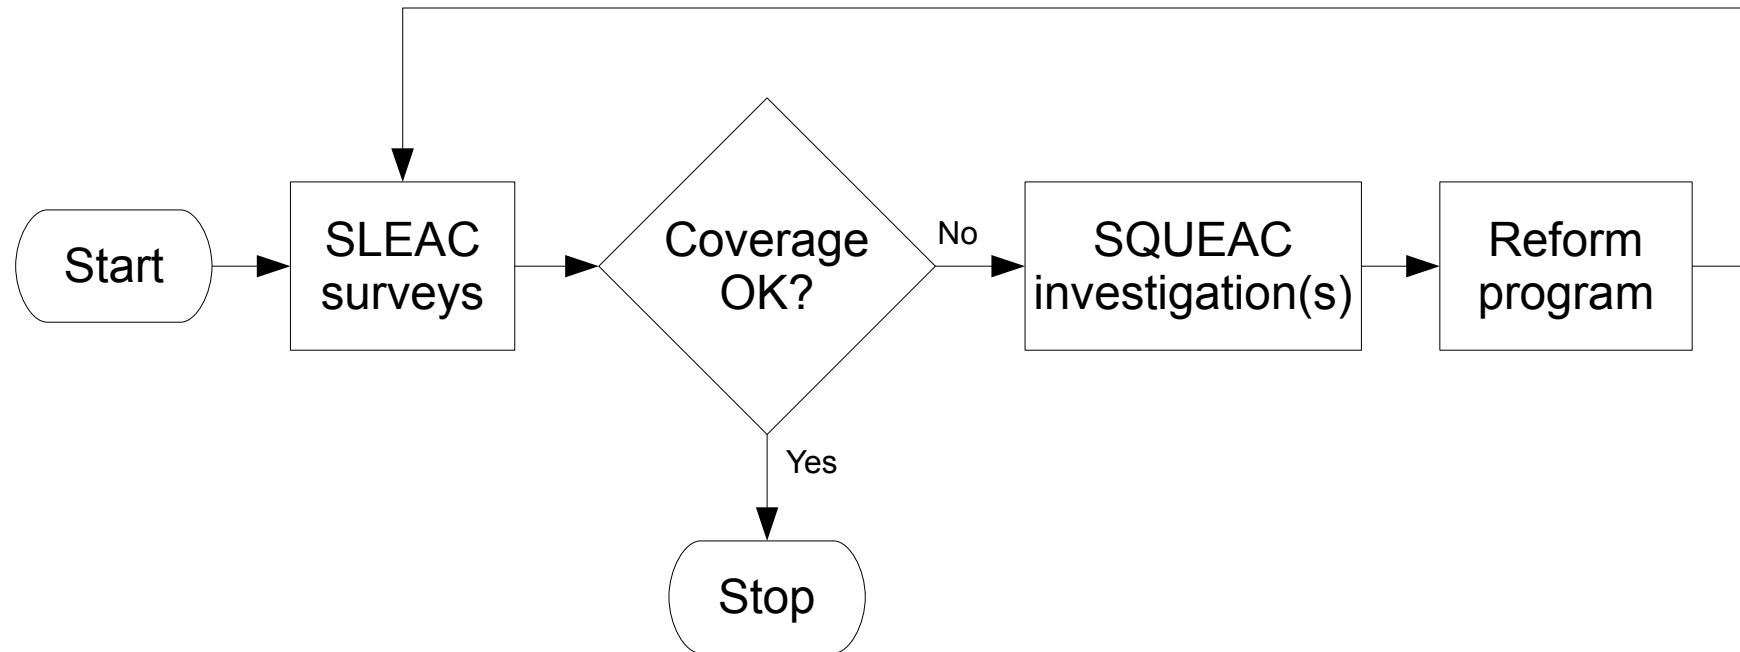 Start
SLEAC
surveys
Coverage
OK?
No
SQUEAC
investigation(s)
Reform
program
Yes
Stop